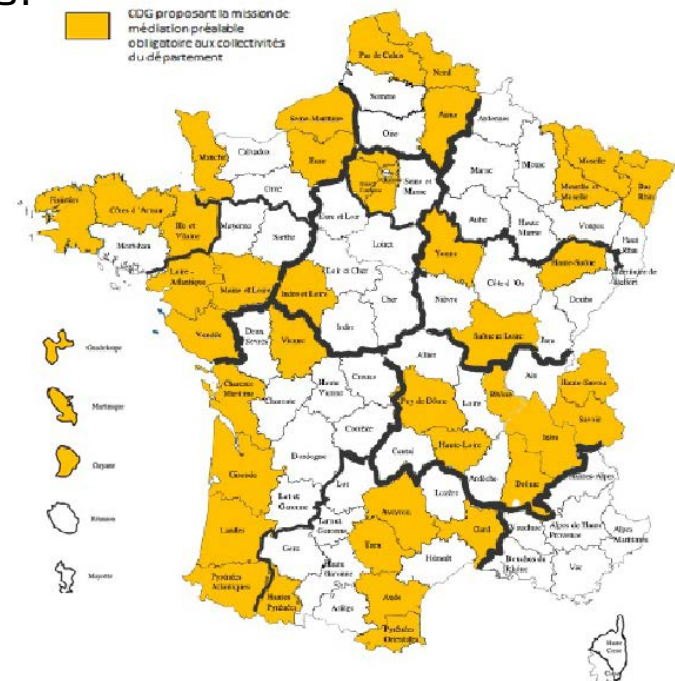 CDG proposant la mission de
médiation préalable
obligatoire aux collectivités
du département
Pas de Calais
Nord
Somme
Seine-Maritime
Aisne
Ardennes
Oise
Manche
Calvados
Eure
Orne
Seine et
Marne
Marne
Meuse
Moselle
Meurthe et
Moselle
Bas
Rhin
Finistère
Côtes d'Armor
Ille et
Vilaine
Mayenne
Sarthe
Eure et Loir
Aube
Haute
Marne
Vosges
Haut
Rhin
Morbihan
Loiret
Yonne
Haute-Saône
Loire -
Atlantique
Maine et Loire
Indre et Loire
Loir et Cher
Cher
Nièvre
Côte d'Or
Doubs
Vendée
Deux
Sèvres
Vienne
Indre
Saône et Loire
Jura
Guadeloupe
Allier
Ain
Haute-Savoie
Charente
Maritime
Charente
Haute
Vienne
Creuse
Puy de Dôme
Loire
Rhône
Savoie
Martinique
Corrèze
Isère
Gironde
Dordogne
Cantal
Haute-Loire
Guyane
Ardèche
Drôme
Hautes-Alpes
Lot
Lot et
Garonne
Lozère
Landes
Tarn et
Garonne
Aveyron
Gard
Vaucluse
Alpes de Haute
Provence
Alpes
Maritimes
Réunion
Gers
Tarn
Hérault
Bouches du
Rhône
Var
Haute
Garonne
Pyrénées
Atlantiques
Hautes
Pyrénées
Ariège
Aude
Mayotte
Pyrénées
Orientales
Haute
Corse
Corse